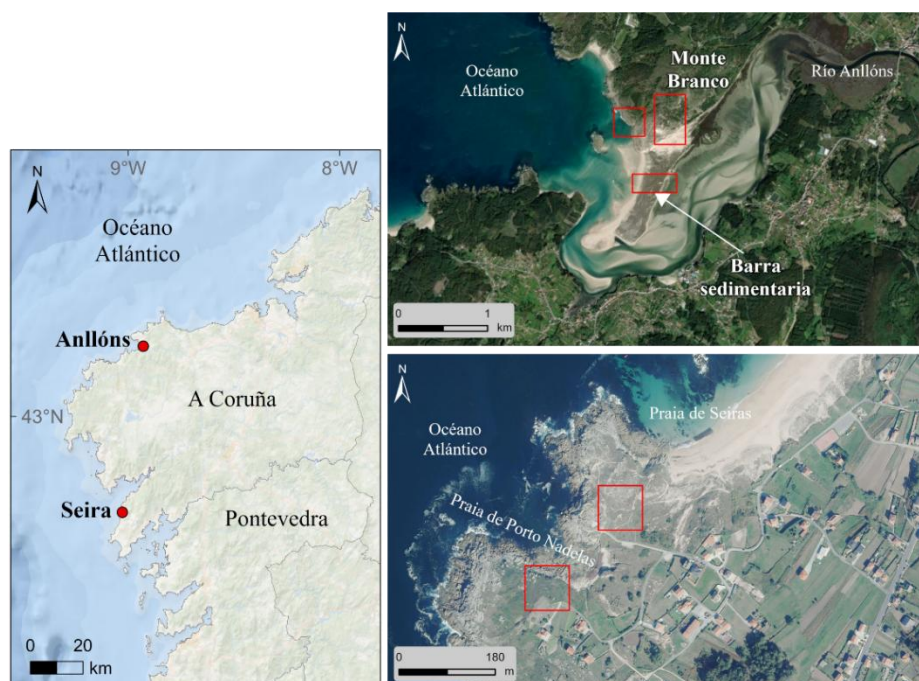 N
9°W
8°W
Océano
Atlántico
Anllóns
A Coruña
43°N
Seira
Pontevedra
0 20
km
N
Océano
Atlántico
Monte
Branco
Río Anllóns
Barra
sedimentaria
0 1
km
N
Océano
Atlántico
Praia de Seiras
Praia de Porto Nadelas
0 180
m